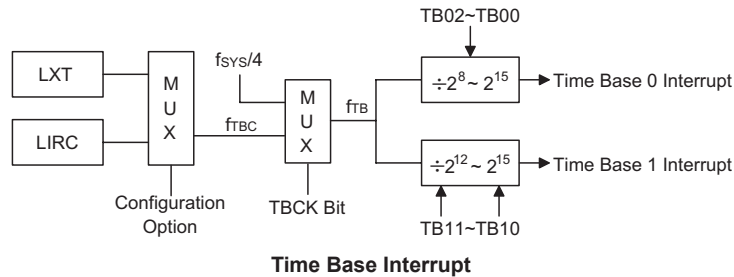 TB02~TB00
LXT
LIRC
M
U
X
Configuration
Option
fSYS/4
fTBC
M
U
X
TBCK Bit
fTB
÷2⁸~ 2¹⁵
Time Base 0 Interrupt
÷2¹²~ 2¹⁵
Time Base 1 Interrupt
TB11~TB10
Time Base Interrupt